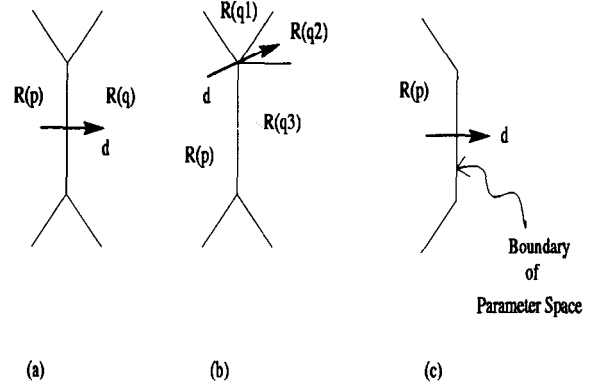 R(p)
R(q)
d
R(q1)
R(q2)
d
R(q3)
R(p)
R(p)
d
Boundary
of
Parameter Space
(a)
(b)
(c)